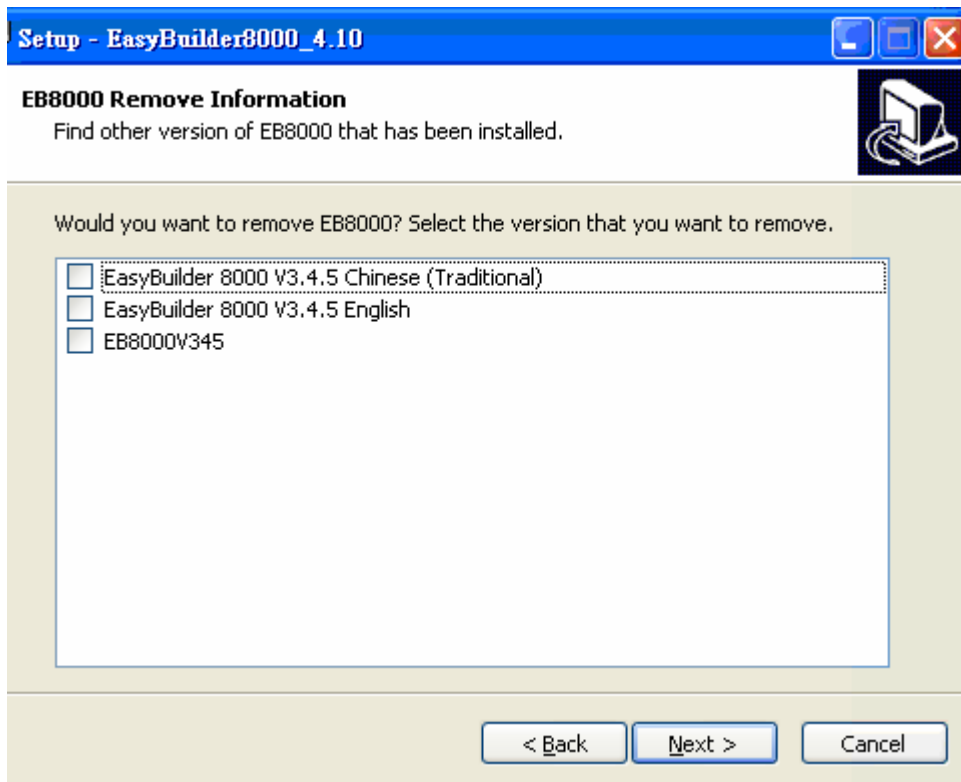 Setup - EasyBuilder8000_4.10
EB8000 Remove Information
Find other version of EB8000 that has been installed.
Would you want to remove EB8000? Select the version that you want to remove.
EasyBuilder 8000 V3.4.5 Chinese (Traditional)
EasyBuilder 8000 V3.4.5 English
EB8000V345
< Back Next > Cancel